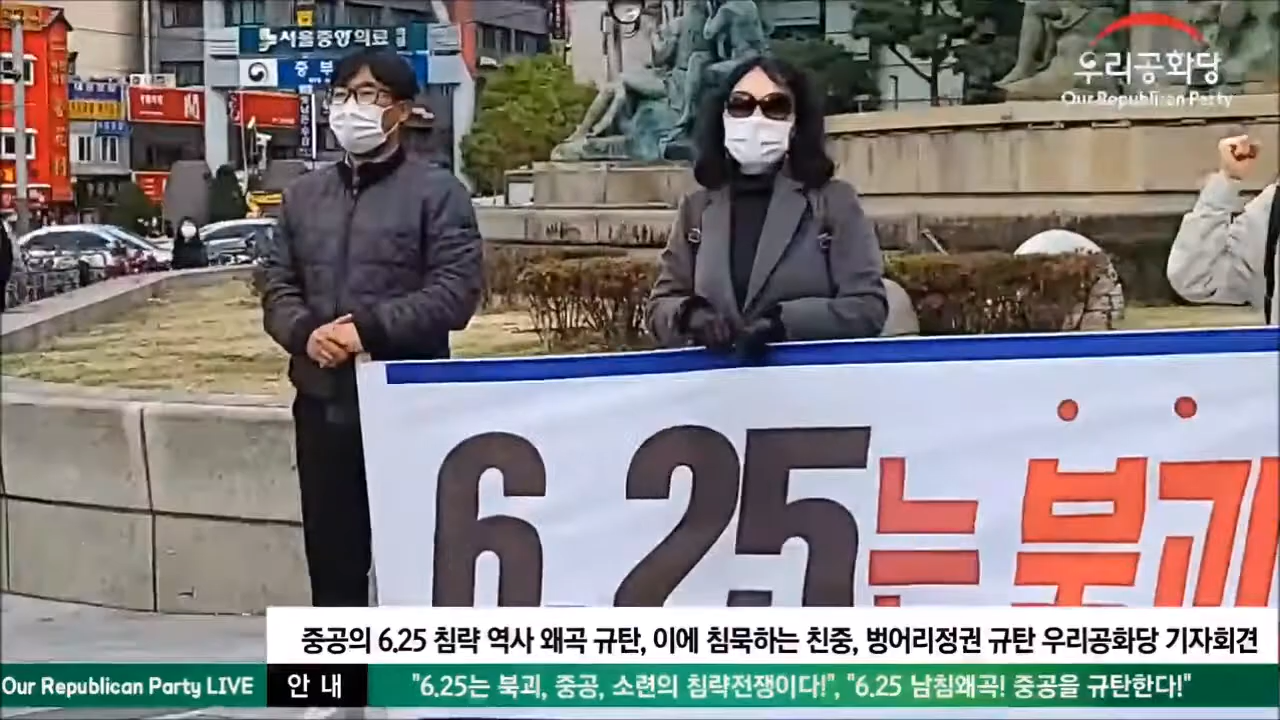 서울중앙의료
중부
우리공화당
Our Republican Party
6.25는 북괴
중공의 6.25 침략 역사 왜곡 규탄, 이에 침묵하는 친중, 벙어리정권 규탄 우리공화당 기자회견
Our Republican Party LIVE
안 내
"6.25는 북괴, 중공, 소련의 침략전쟁이다!", "6.25 남침왜곡! 중공을 규탄한다!"